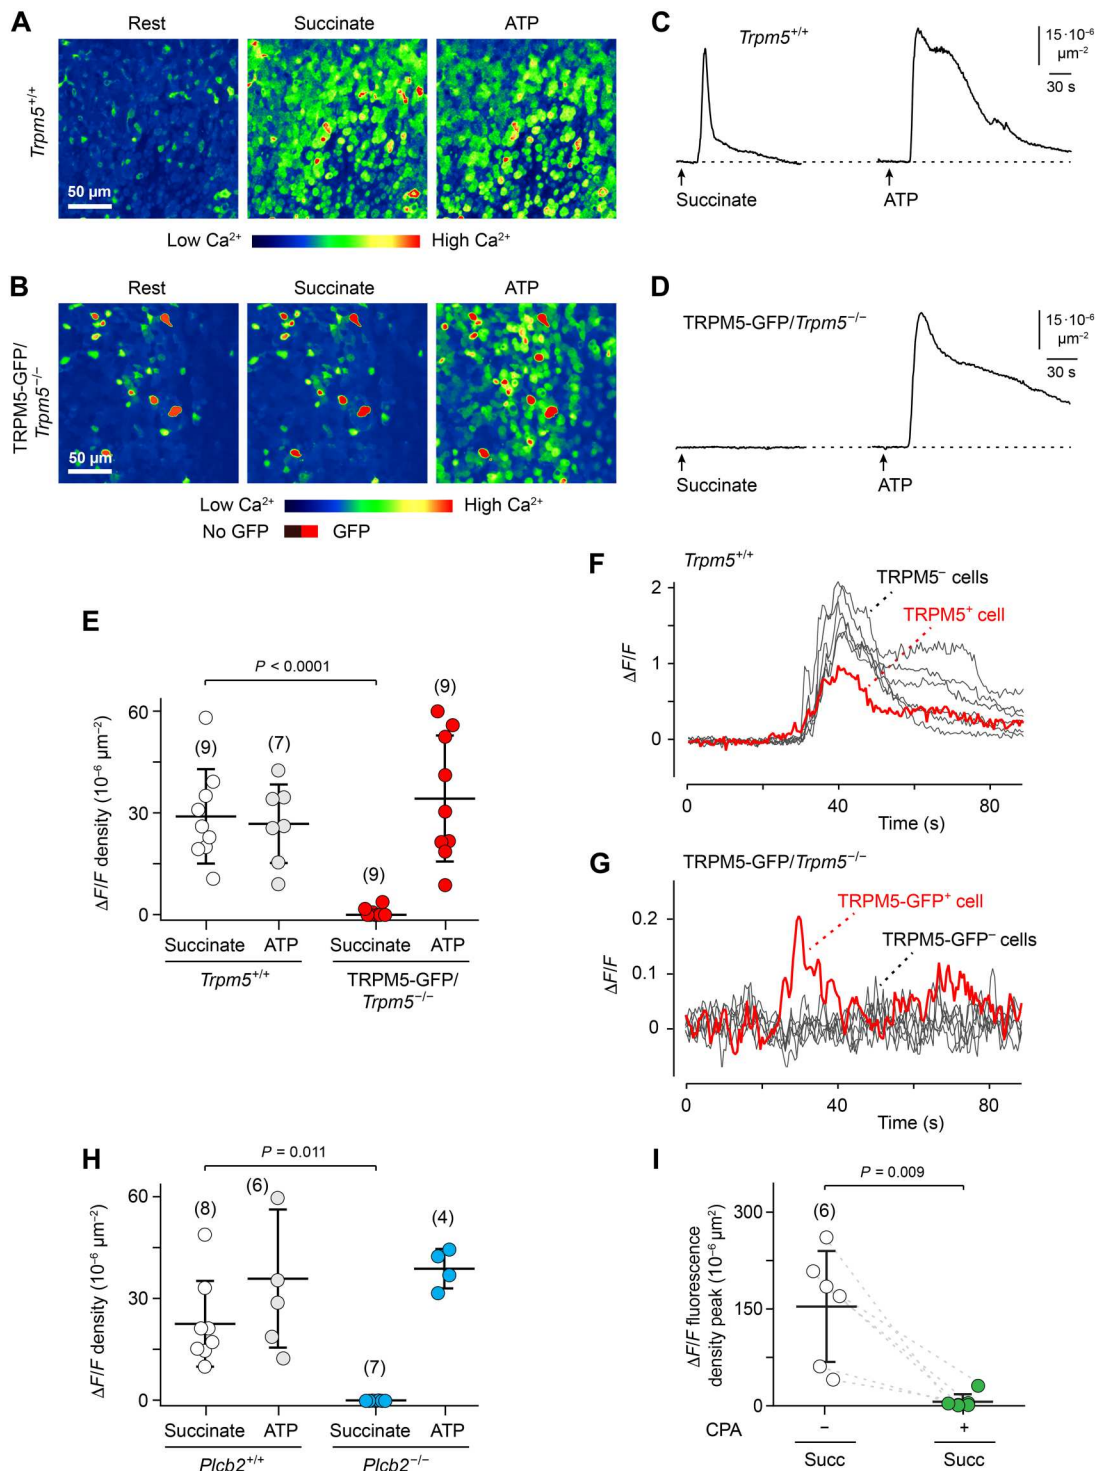 A
Rest
Succinate
ATP
Trpm5+/+
50 µm
Low Ca2+
High Ca2+
B
Rest
Succinate
ATP
TRPM5-GFP/
Trpm5−/−
50 µm
Low Ca2+
High Ca2+
No GFP
GFP
C
Trpm5+/+
15·10−6
µm−2
30 s
Succinate
ATP
D
TRPM5-GFP/Trpm5−/−
15·10−6
µm−2
30 s
Succinate
ATP
E
P < 0.0001
ΔF/F density (10−6 µm−2)
60
30
0
(9)
(7)
(9)
(9)
Succinate
ATP
Succinate
ATP
Trpm5+/+
TRPM5-GFP/
Trpm5−/−
F
Trpm5+/+
TRPM5− cells
TRPM5+ cell
ΔF/F
2
1
0
0
40
80
Time (s)
G
TRPM5-GFP/Trpm5−/−
TRPM5-GFP+ cell
TRPM5-GFP− cells
ΔF/F
0.2
0.1
0
0
40
80
Time (s)
H
P = 0.011
ΔF/F density (10−6 µm−2)
60
30
0
(8)
(6)
(7)
(4)
Succinate
ATP
Succinate
ATP
Plcb2+/+
Plcb2−/−
I
P = 0.009
ΔF/F fluorescence
density peak (10−6 µm2)
300
150
0
(6)
CPA
−
+
Succ
Succ